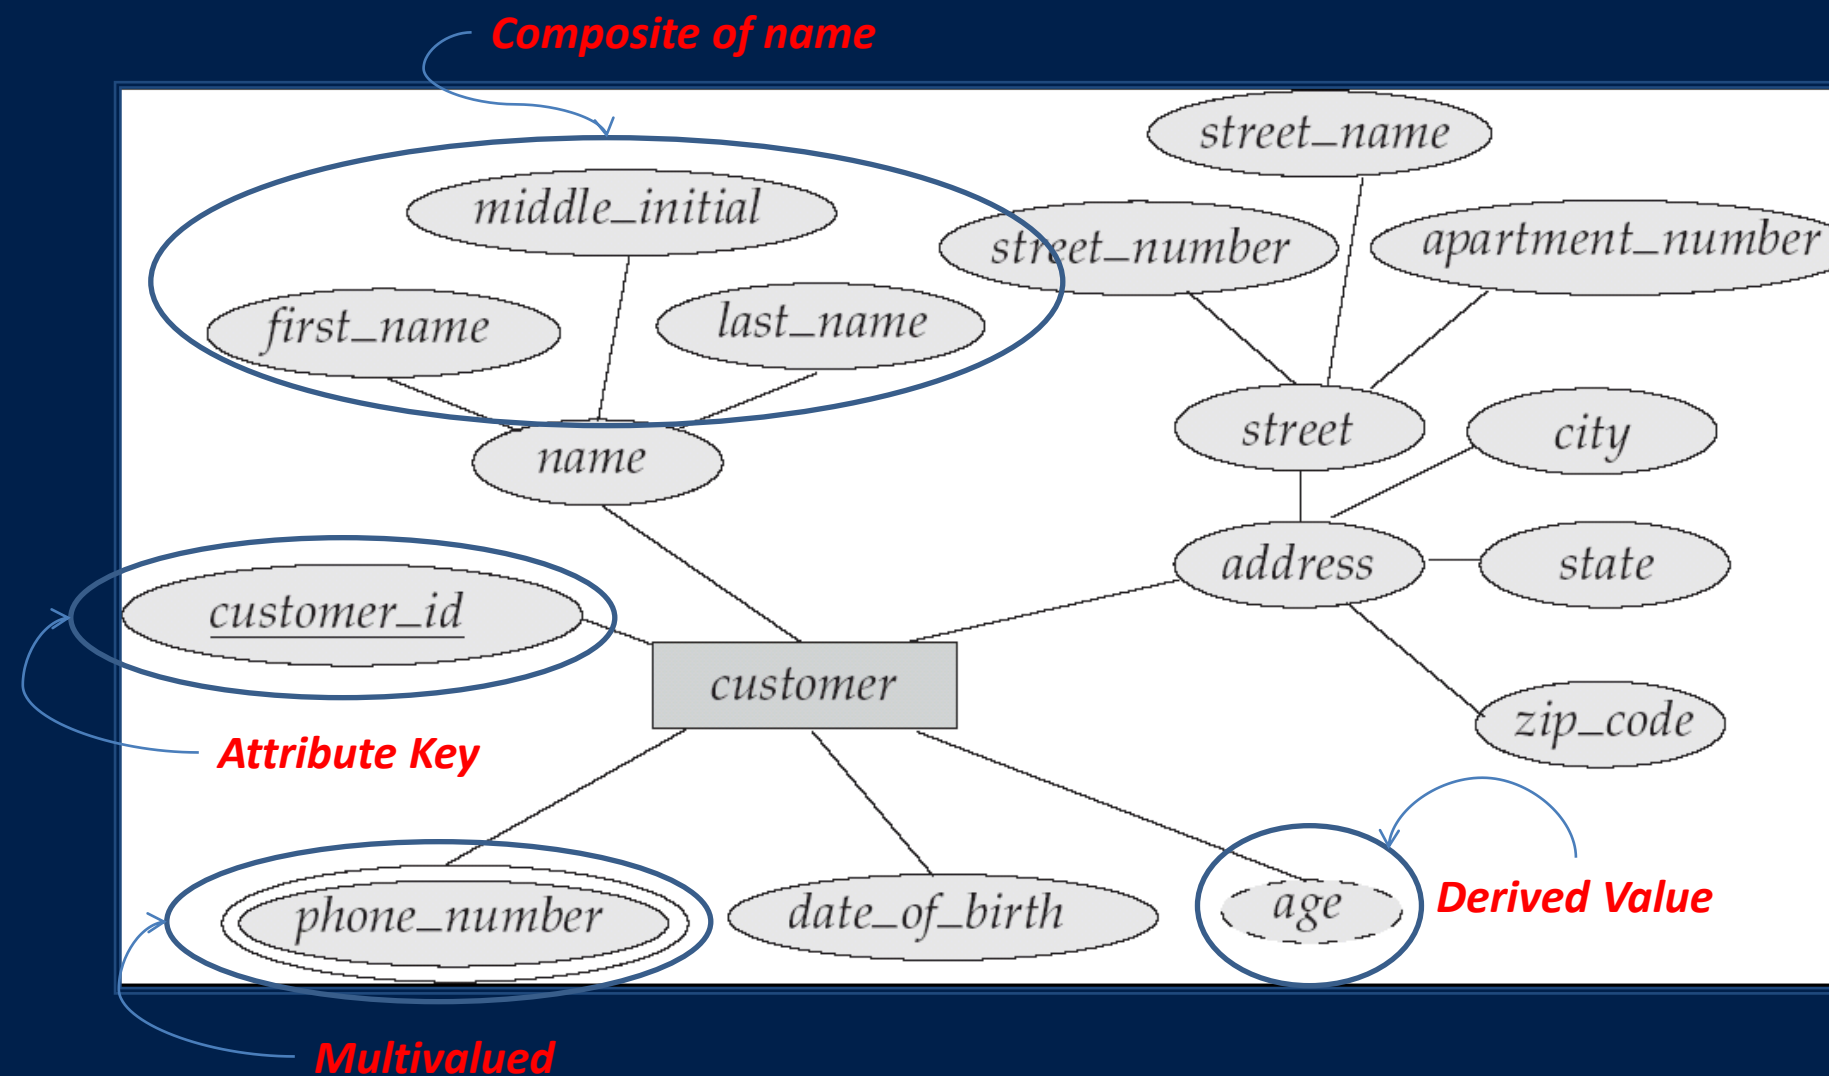 Composite of name
street_name
middle_initial
street_number
apartment_number
first_name
last_name
name
street
city
address
state
customer_id
customer
zip_code
Attribute Key
phone_number
date_of_birth
age
Derived Value
Multivalued